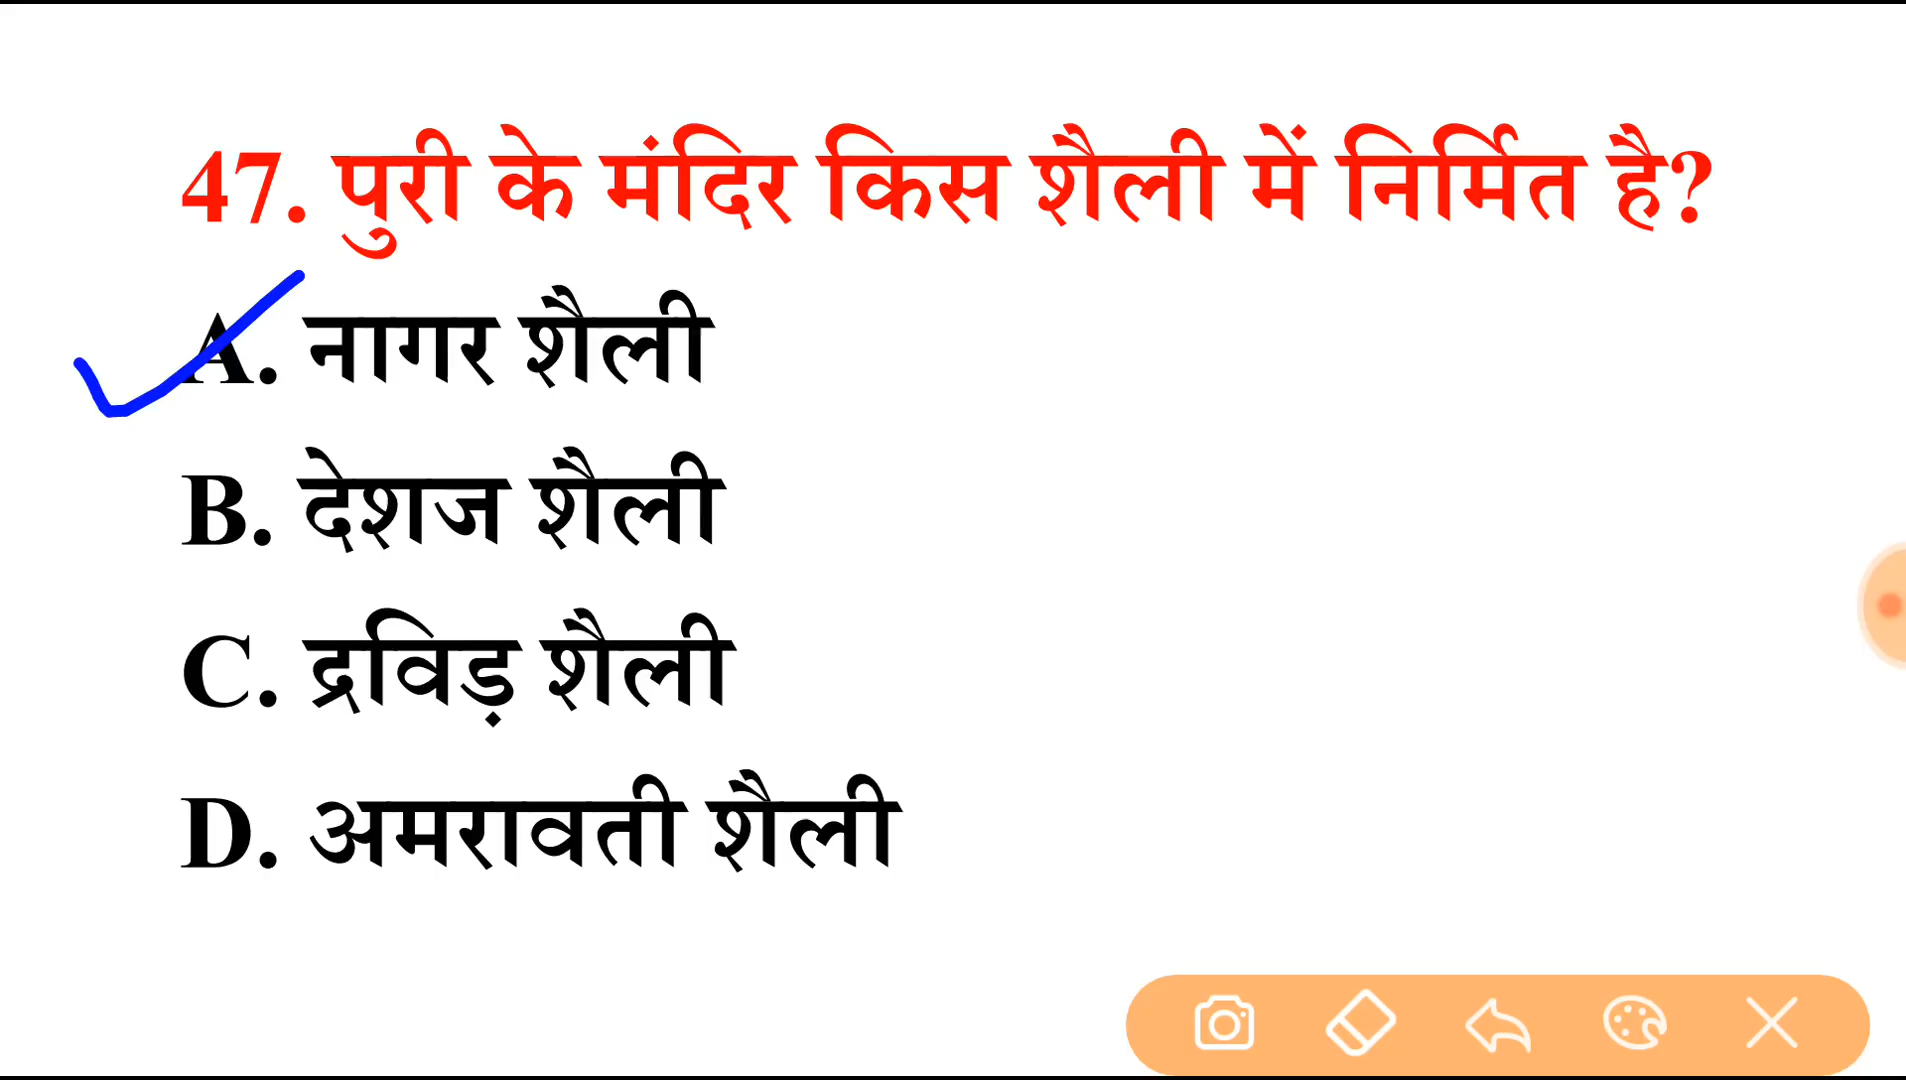 47. पुरी के मंदिर किस शैली में निर्मित है?
A. नागर शैली
B. देशज शैली
C. द्रविड़ शैली
D. अमरावती शैली